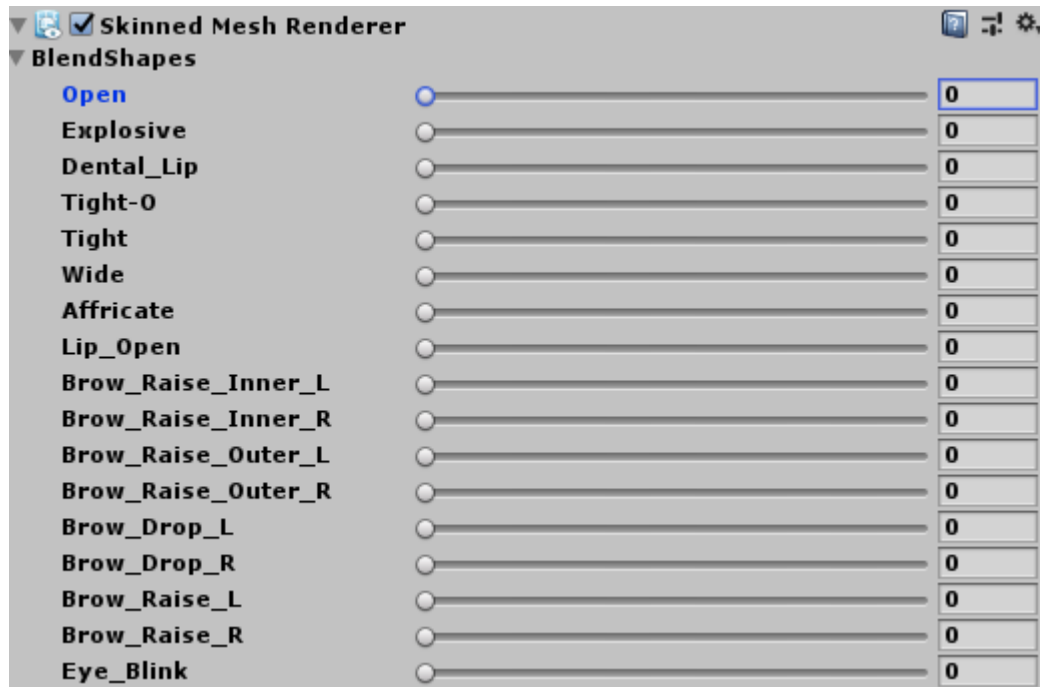 Skinned Mesh Renderer
BlendShapes
Open 0
Explosive 0
Dental_Lip 0
Tight-O 0
Tight 0
Wide 0
Affricate 0
Lip_Open 0
Brow_Raise_Inner_L 0
Brow_Raise_Inner_R 0
Brow_Raise_Outer_L 0
Brow_Raise_Outer_R 0
Brow_Drop_L 0
Brow_Drop_R 0
Brow_Raise_L 0
Brow_Raise_R 0
Eye_Blink 0